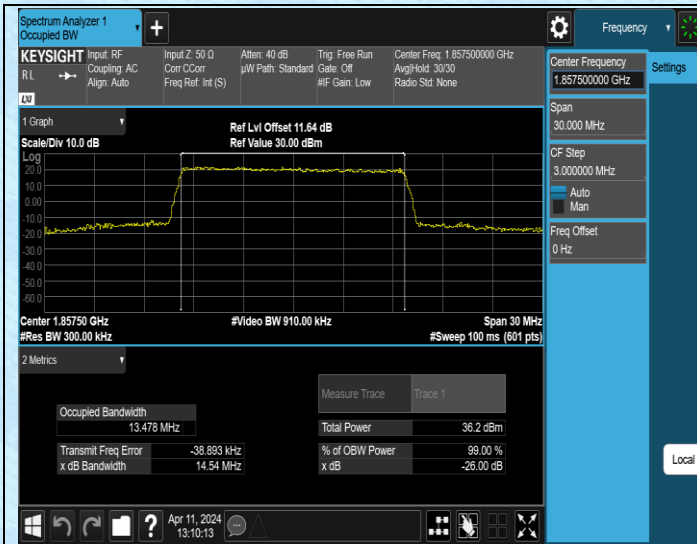 Spectrum Analyzer 1
Occupied BW
Frequency
KEYSIGHT
RL
LXI
Input: RF
Coupling: AC
Align: Auto
Input Z: 50 Ω
Corr CCorr
Freq Ref: Int (S)
Atten: 40 dB
µW Path: Standard
Trig: Free Run
Gate: Off
#IF Gain: Low
Center Freq: 1.857500000 GHz
Avg|Hold: 30/30
Radio Std: None
Center Frequency
1.857500000 GHz
Settings
Span
30.000 MHz
CF Step
3.000000 MHz
Auto
Man
Freq Offset
0 Hz
Local
1 Graph
Scale/Div 10.0 dB
Ref Lvl Offset 11.64 dB
Ref Value 30.00 dBm
Log
20.0
10.0
0.00
-10.0
-20.0
-30.0
-40.0
-50.0
-60.0
Center 1.85750 GHz
#Video BW 910.00 kHz
Span 30 MHz
#Res BW 300.00 kHz
#Sweep 100 ms (601 pts)
2 Metrics
Measure Trace
Trace 1
Occupied Bandwidth
13.478 MHz
Total Power
36.2 dBm
Transmit Freq Error
-38.893 kHz
% of OBW Power
99.00 %
x dB Bandwidth
14.54 MHz
x dB
-26.00 dB
?
Apr 11, 2024
13:10:13